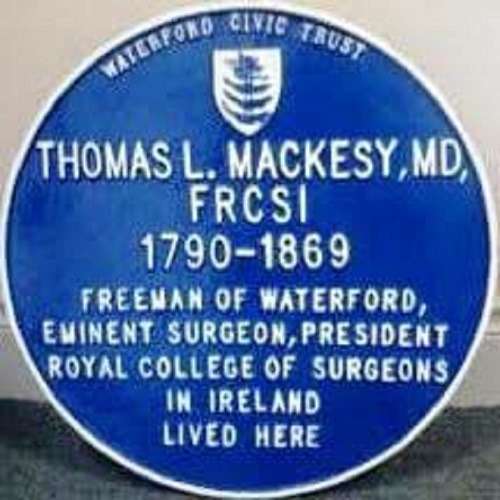 WATERFORD CIVIC TRUST
THOMAS L. MACKESY, MD,
FRCSI
1790-1869
FREEMAN OF WATERFORD,
EMINENT SURGEON, PRESIDENT
ROYAL COLLEGE OF SURGEONS
IN IRELAND
LIVED HERE